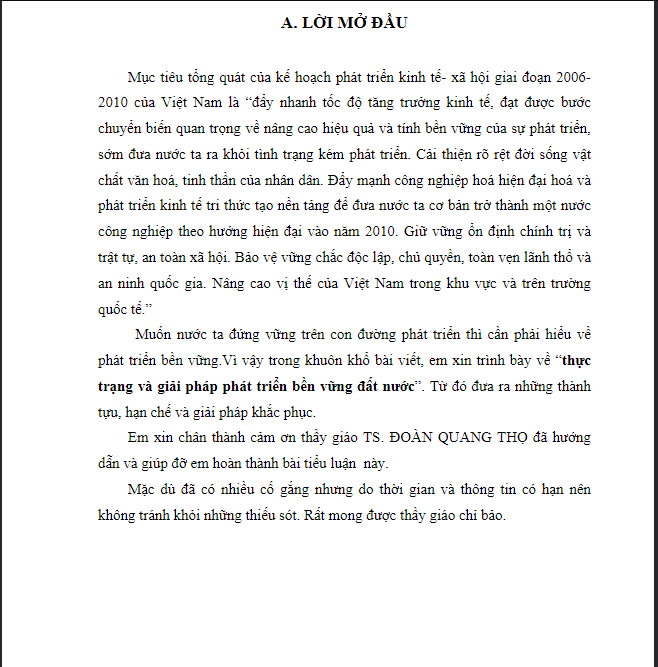 A. LỜI MỞ ĐẦU
Mục tiêu tổng quát của kế hoạch phát triển kinh tế- xã hội giai đoạn 2006-
2010 của Việt Nam là “đẩy nhanh tốc độ tăng trưởng kinh tế, đạt được bước
chuyển biến quan trọng về nâng cao hiệu quả và tính bền vững của sự phát triển,
sớm đưa nước ta ra khỏi tình trạng kém phát triển. Cải thiện rõ rệt đời sống vật
chất văn hoá, tinh thần của nhân dân. Đẩy mạnh công nghiệp hoá hiện đại hoá và
phát triển kinh tế tri thức tạo nền tảng để đưa nước ta cơ bản trở thành một nước
công nghiệp theo hướng hiện đại vào năm 2010. Giữ vững ổn định chính trị và
trật tự, an toàn xã hội. Bảo vệ vững chắc độc lập, chủ quyền, toàn vẹn lãnh thổ và
an ninh quốc gia. Nâng cao vị thế của Việt Nam trong khu vực và trên trường
quốc tế.”
Muốn nước ta đứng vững trên con đường phát triển thì cần phải hiểu về
phát triển bền vững.Vì vậy trong khuôn khổ bài viết, em xin trình bày về “thực
trạng và giải pháp phát triển bền vững đất nước”. Từ đó đưa ra những thành
tựu, hạn chế và giải pháp khắc phục.
Em xin chân thành cảm ơn thầy giáo TS. ĐOÀN QUANG THỌ đã hướng
dẫn và giúp đỡ em hoàn thành bài tiểu luận này.
Mặc dù đã có nhiều cố gắng nhưng do thời gian và thông tin có hạn nên
không tránh khỏi những thiếu sót. Rất mong được thầy giáo chỉ bảo.